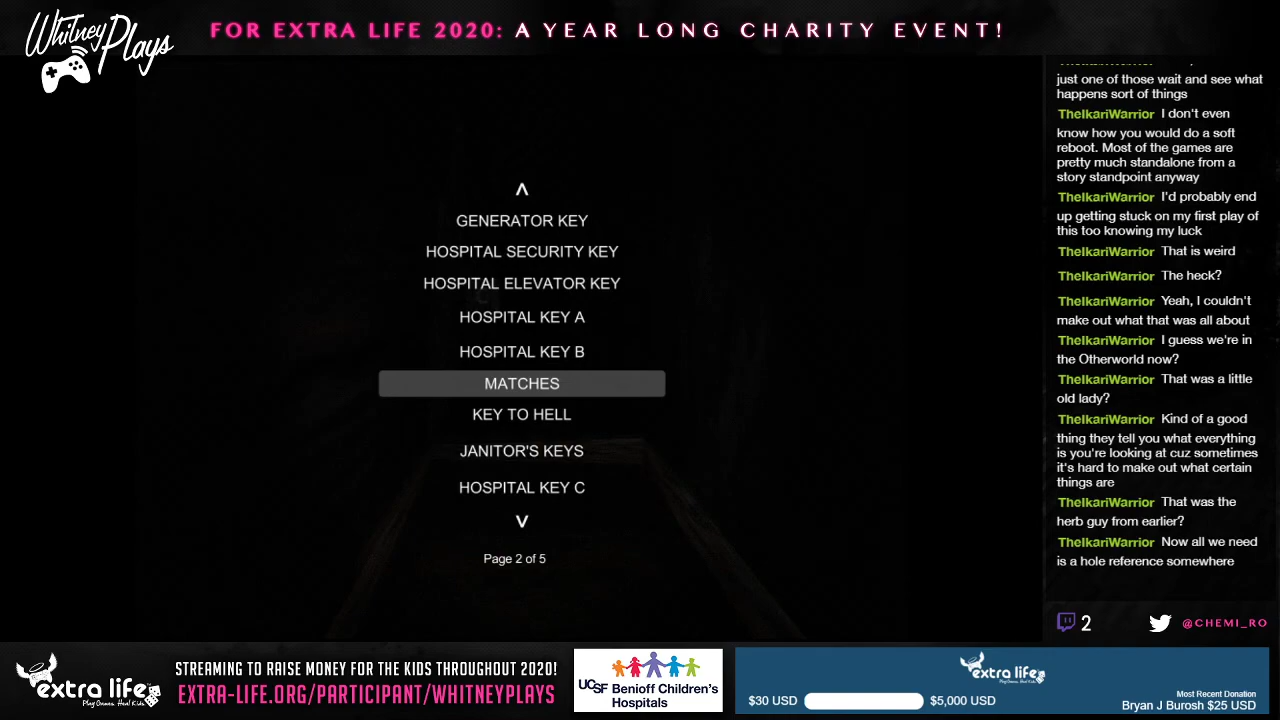 Whitney Plays
FOR EXTRA LIFE 2020: A YEAR LONG CHARITY EVENT!
GENERATOR KEY
HOSPITAL SECURITY KEY
HOSPITAL ELEVATOR KEY
HOSPITAL KEY A
HOSPITAL KEY B
MATCHES
KEY TO HELL
JANITOR'S KEYS
HOSPITAL KEY C
Page 2 of 5
just one of those wait and see what
happens sort of things
TheIkariWarrior I don't even
know how you would do a soft
reboot. Most of the games are
pretty much standalone from a
story standpoint anyway
TheIkariWarrior I'd probably end
up getting stuck on my first play of
this too knowing my luck
TheIkariWarrior That is weird
TheIkariWarrior The heck?
TheIkariWarrior Yeah, I couldn't
make out what that was all about
TheIkariWarrior I guess we're in
the Otherworld now?
TheIkariWarrior That was a little
old lady?
TheIkariWarrior Kind of a good
thing they tell you what everything
is you're looking at cuz sometimes
it's hard to make out what certain
things are
TheIkariWarrior That was the
herb guy from earlier?
TheIkariWarrior Now all we need
is a hole reference somewhere
2
@CHEMI_RO
extra life
Play Games. Heal Kids.
STREAMING TO RAISE MONEY FOR THE KIDS THROUGHOUT 2020!
EXTRA-LIFE.ORG/PARTICIPANT/WHITNEYPLAYS
UCSF Benioff Children's
Hospitals
extra life
Play Games. Heal Kids.
$30 USD
$5,000 USD
Most Recent Donation
Bryan J Burosh $25 USD